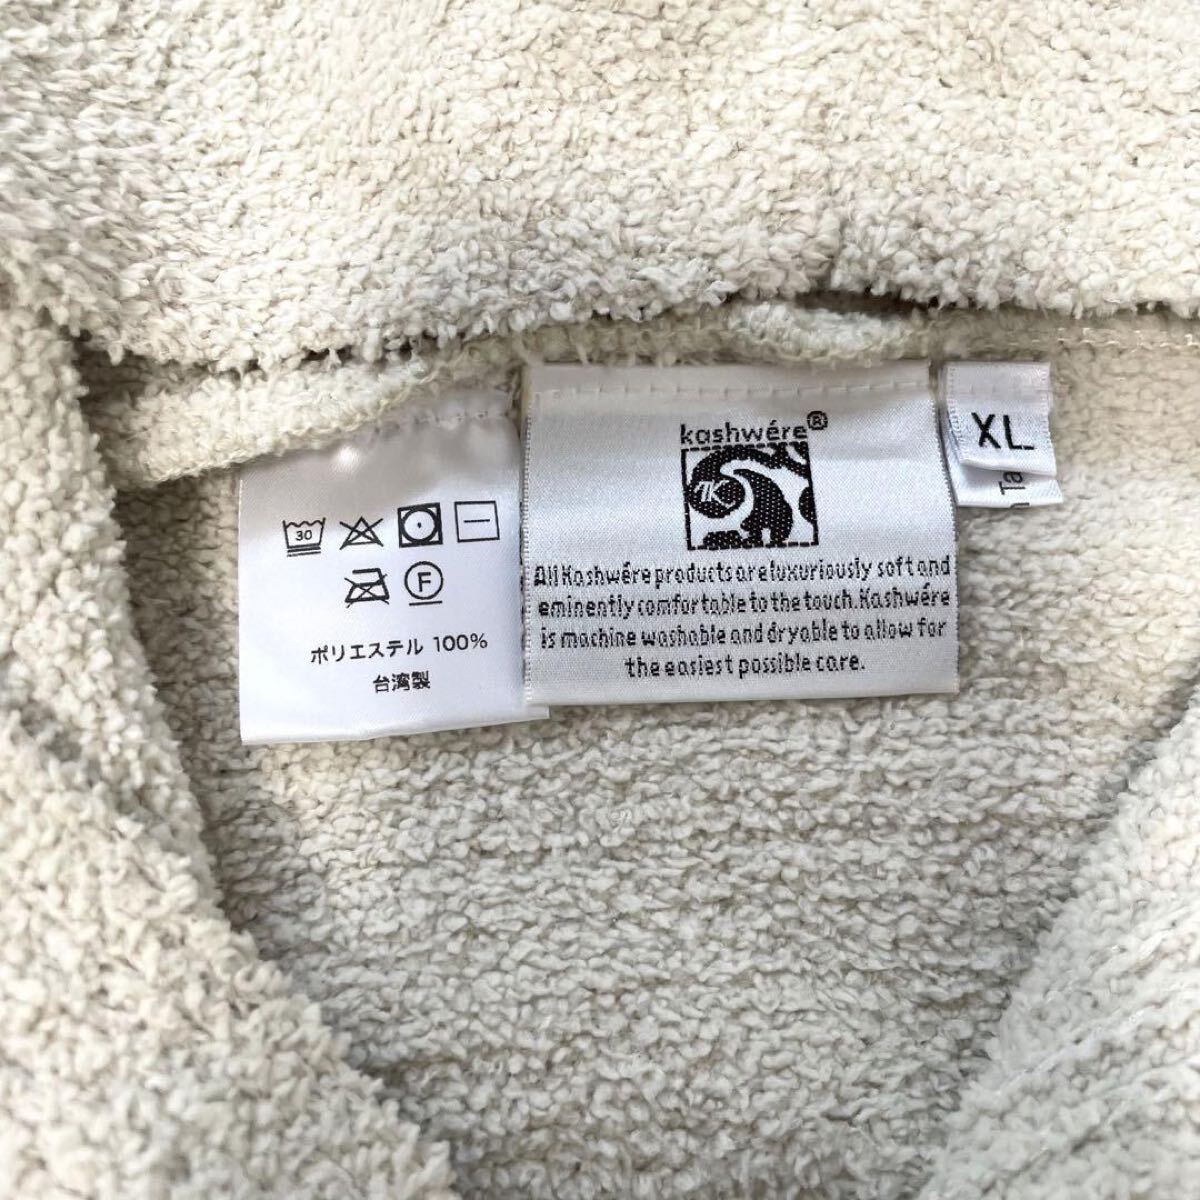 30
F
ポリエステル 100%
台湾製
kashwére®
TK
All Kashwére products are luxuriously soft and
eminently comfortable to the touch. Kashwére
is machine washable and dryable to allow for
the easiest possible care.
XL